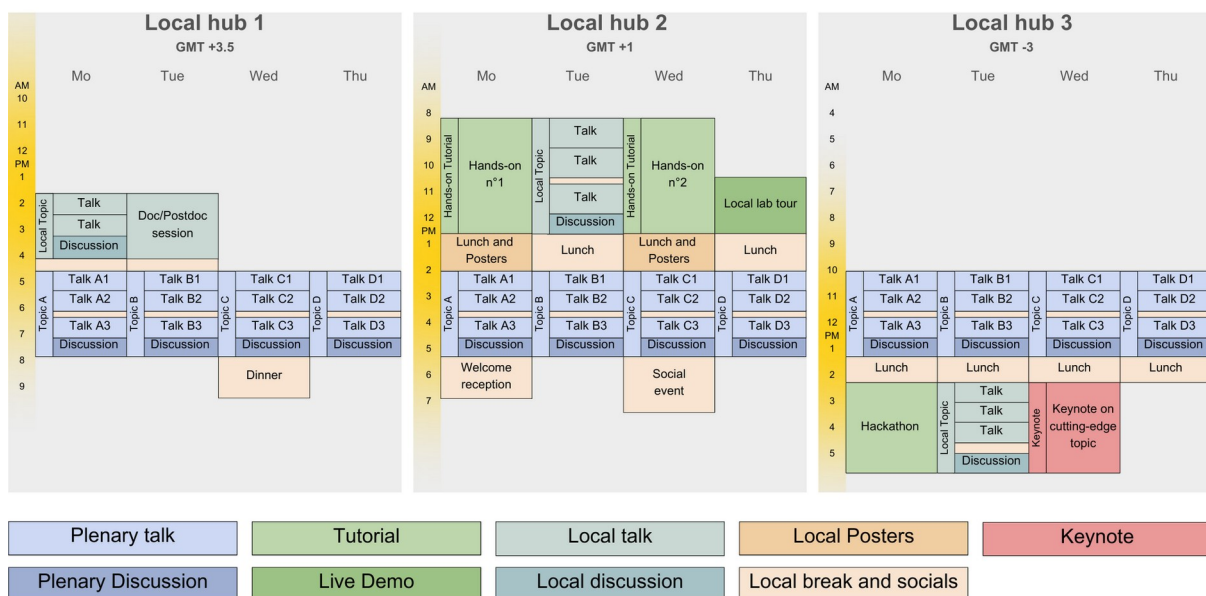 Local hub 1
GMT +3.5
Mo Tue Wed Thu
AM
10
11
12
PM
1
2
3
4
5
6
7
8
9
Local Topic
Talk
Talk
Discussion
Doc/Postdoc
session
Topic A
Talk A1
Talk A2
Talk A3
Discussion
Topic B
Talk B1
Talk B2
Talk B3
Discussion
Topic C
Talk C1
Talk C2
Talk C3
Discussion
Topic D
Talk D1
Talk D2
Talk D3
Discussion
Dinner
Local hub 2
GMT +1
Mo Tue Wed Thu
AM
8
9
10
11
12
PM
1
2
3
4
5
6
7
Hands-on Tutorial
Hands-on
n°1
Local Topic
Talk
Talk
Talk
Discussion
Hands-on Tutorial
Hands-on
n°2
Local lab tour
Lunch and
Posters
Lunch
Lunch and
Posters
Lunch
Topic A
Talk A1
Talk A2
Talk A3
Discussion
Topic B
Talk B1
Talk B2
Talk B3
Discussion
Topic C
Talk C1
Talk C2
Talk C3
Discussion
Topic D
Talk D1
Talk D2
Talk D3
Discussion
Welcome
reception
Social
event
Local hub 3
GMT -3
Mo Tue Wed Thu
AM
4
5
6
7
8
9
10
11
12
PM
1
2
3
4
5
Topic A
Talk A1
Talk A2
Talk A3
Discussion
Topic B
Talk B1
Talk B2
Talk B3
Discussion
Topic C
Talk C1
Talk C2
Talk C3
Discussion
Topic D
Talk D1
Talk D2
Talk D3
Discussion
Lunch
Lunch
Lunch
Lunch
Hackathon
Local Topic
Talk
Talk
Talk
Discussion
Keynote
Keynote on
cutting-edge
topic
Plenary talk
Tutorial
Local talk
Local Posters
Keynote
Plenary Discussion
Live Demo
Local discussion
Local break and socials